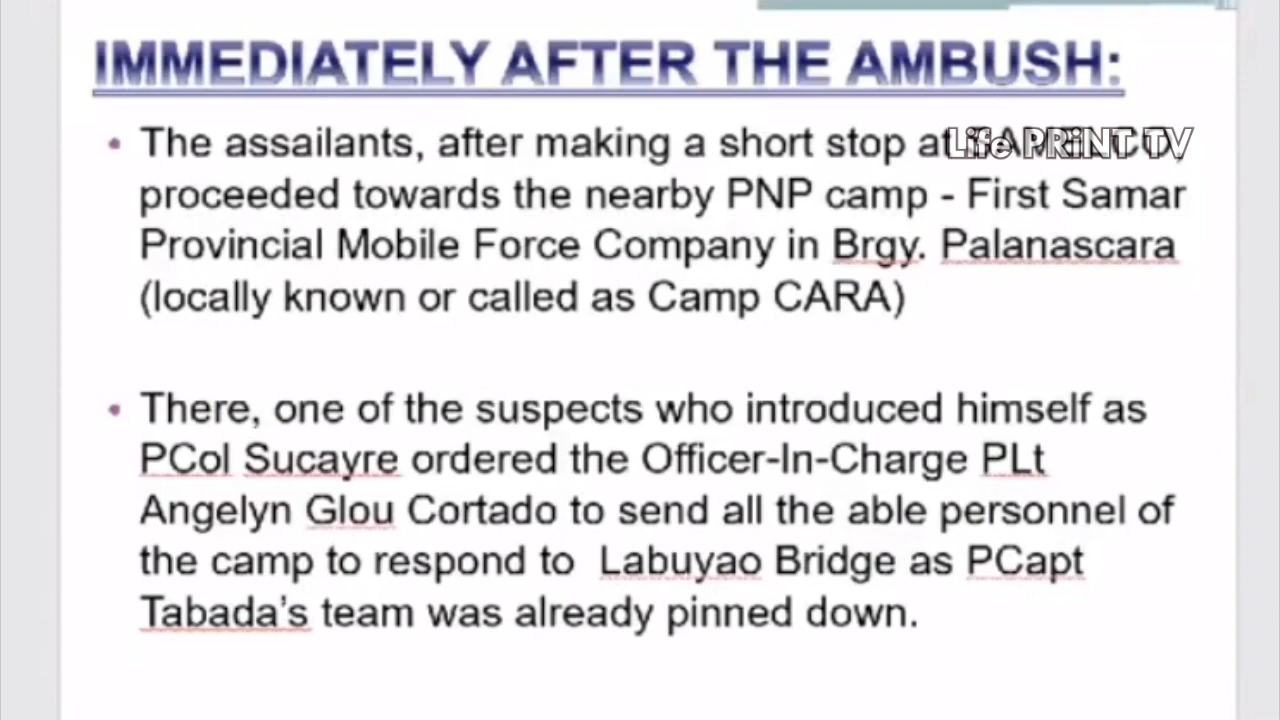 IMMEDIATELY AFTER THE AMBUSH:
• The assailants, after making a short stop at
Life PRiNT TV
proceeded towards the nearby PNP camp - First Samar
Provincial Mobile Force Company in Brgy. Palanascara
(locally known or called as Camp CARA)
• There, one of the suspects who introduced himself as
PCol Sucayre ordered the Officer-In-Charge PLt
Angelyn Glou Cortado to send all the able personnel of
the camp to respond to Labuyao Bridge as PCapt
Tabada's team was already pinned down.